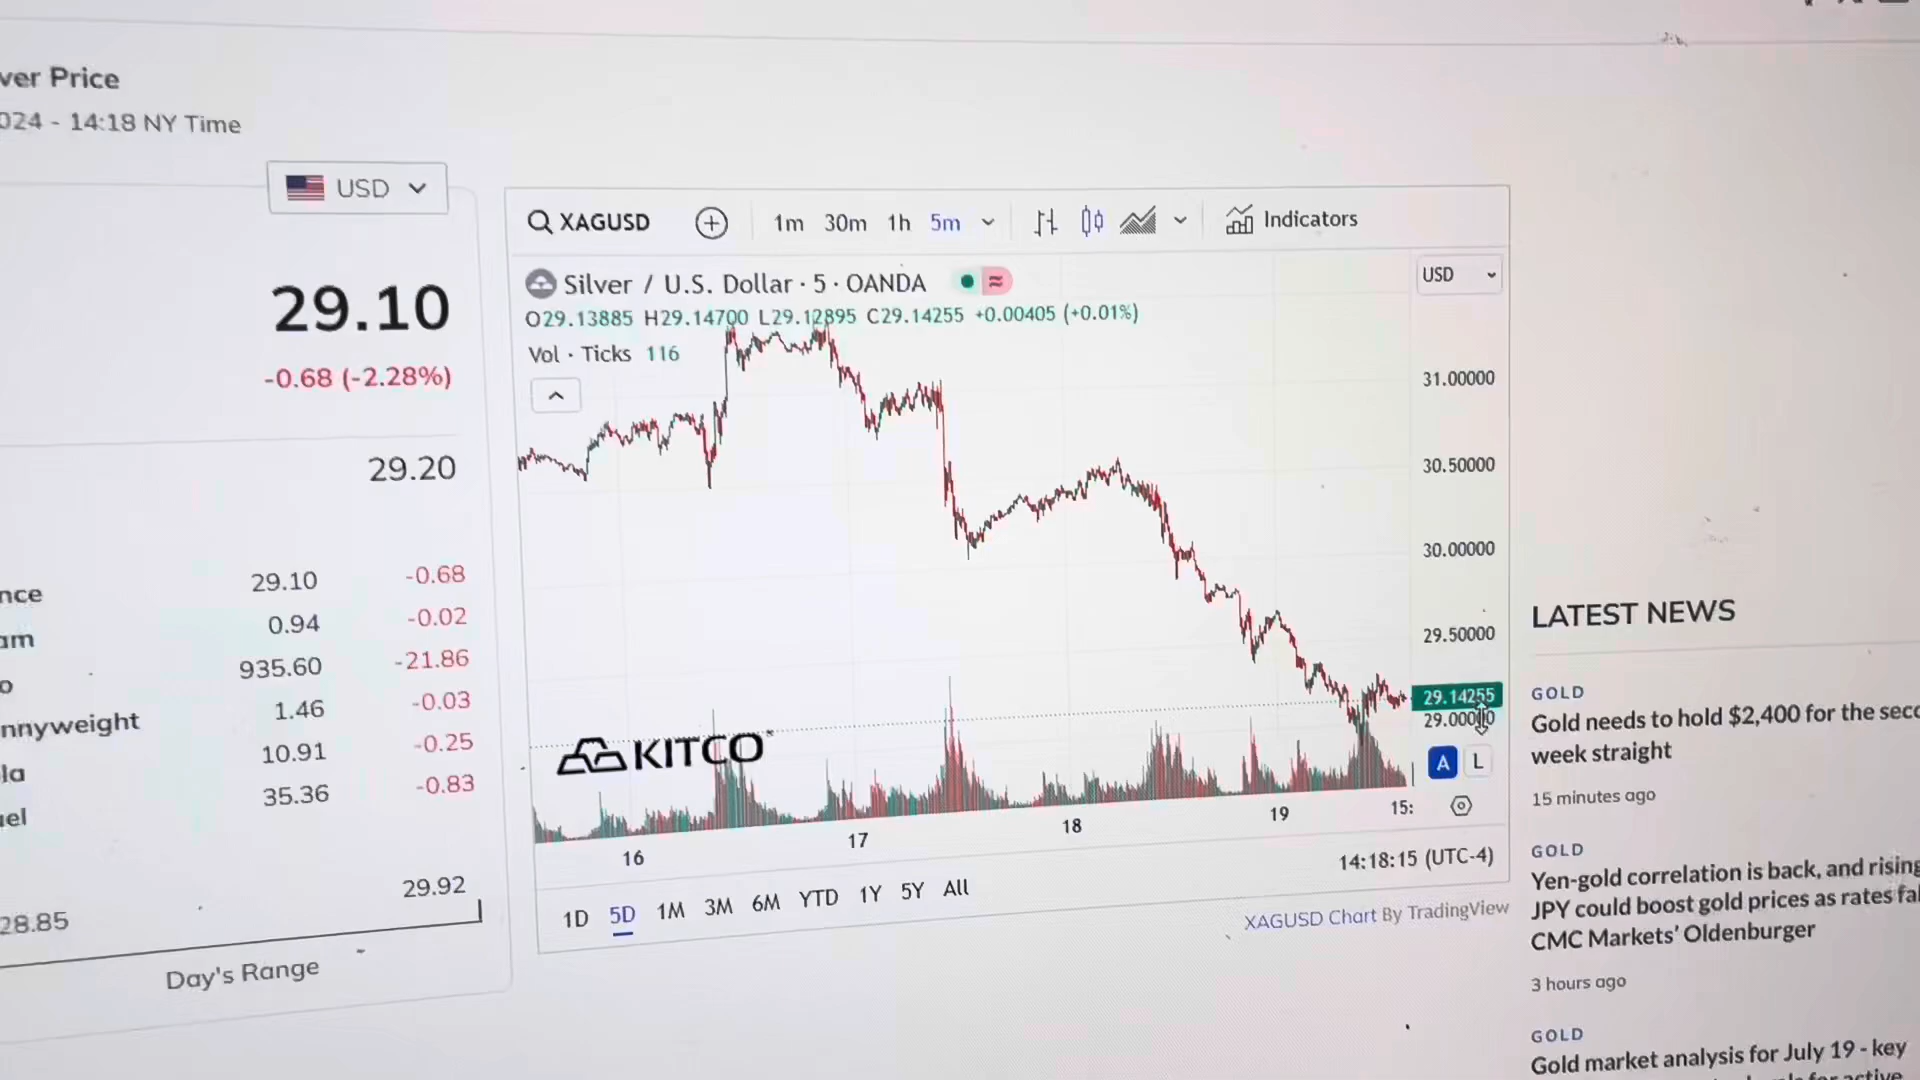 ver Price
024 - 14:18 NY Time
USD
29.10
-0.68 (-2.28%)
29.20
nce 29.10 -0.68
am 0.94 -0.02
o 935.60 -21.86
nnyweight 1.46 -0.03
la 10.91 -0.25
el 35.36 -0.83
28.85 29.92
Day's Range
XAGUSD 1m 30m 1h 5m Indicators
Silver / U.S. Dollar · 5 · OANDA
USD
O29.13885 H29.14700 L29.12895 C29.14255 +0.00405 (+0.01%)
Vol · Ticks 116
31.00000
30.50000
30.00000
29.50000
29.14255
29.00000
KITCO
A L
16 17 18 19 15:
14:18:15 (UTC-4)
1D 5D 1M 3M 6M YTD 1Y 5Y All
XAGUSD Chart By TradingView
LATEST NEWS
GOLD
Gold needs to hold $2,400 for the seco
week straight
15 minutes ago
GOLD
Yen-gold correlation is back, and rising
JPY could boost gold prices as rates fal
CMC Markets' Oldenburger
3 hours ago
GOLD
Gold market analysis for July 19 - key